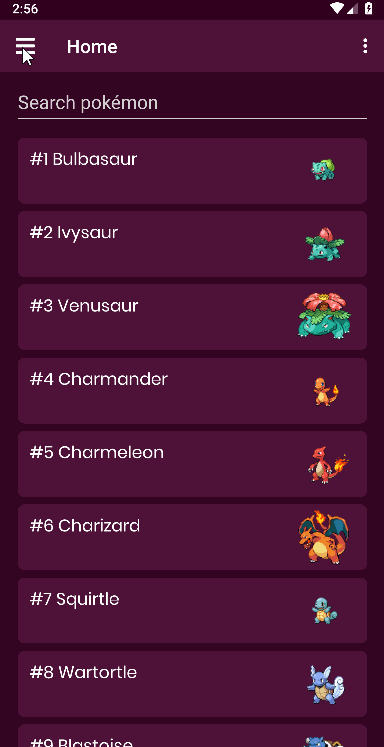 2:56
Home
Search pokémon
#1 Bulbasaur
#2 Ivysaur
#3 Venusaur
#4 Charmander
#5 Charmeleon
#6 Charizard
#7 Squirtle
#8 Wartortle
#9 Blastoise